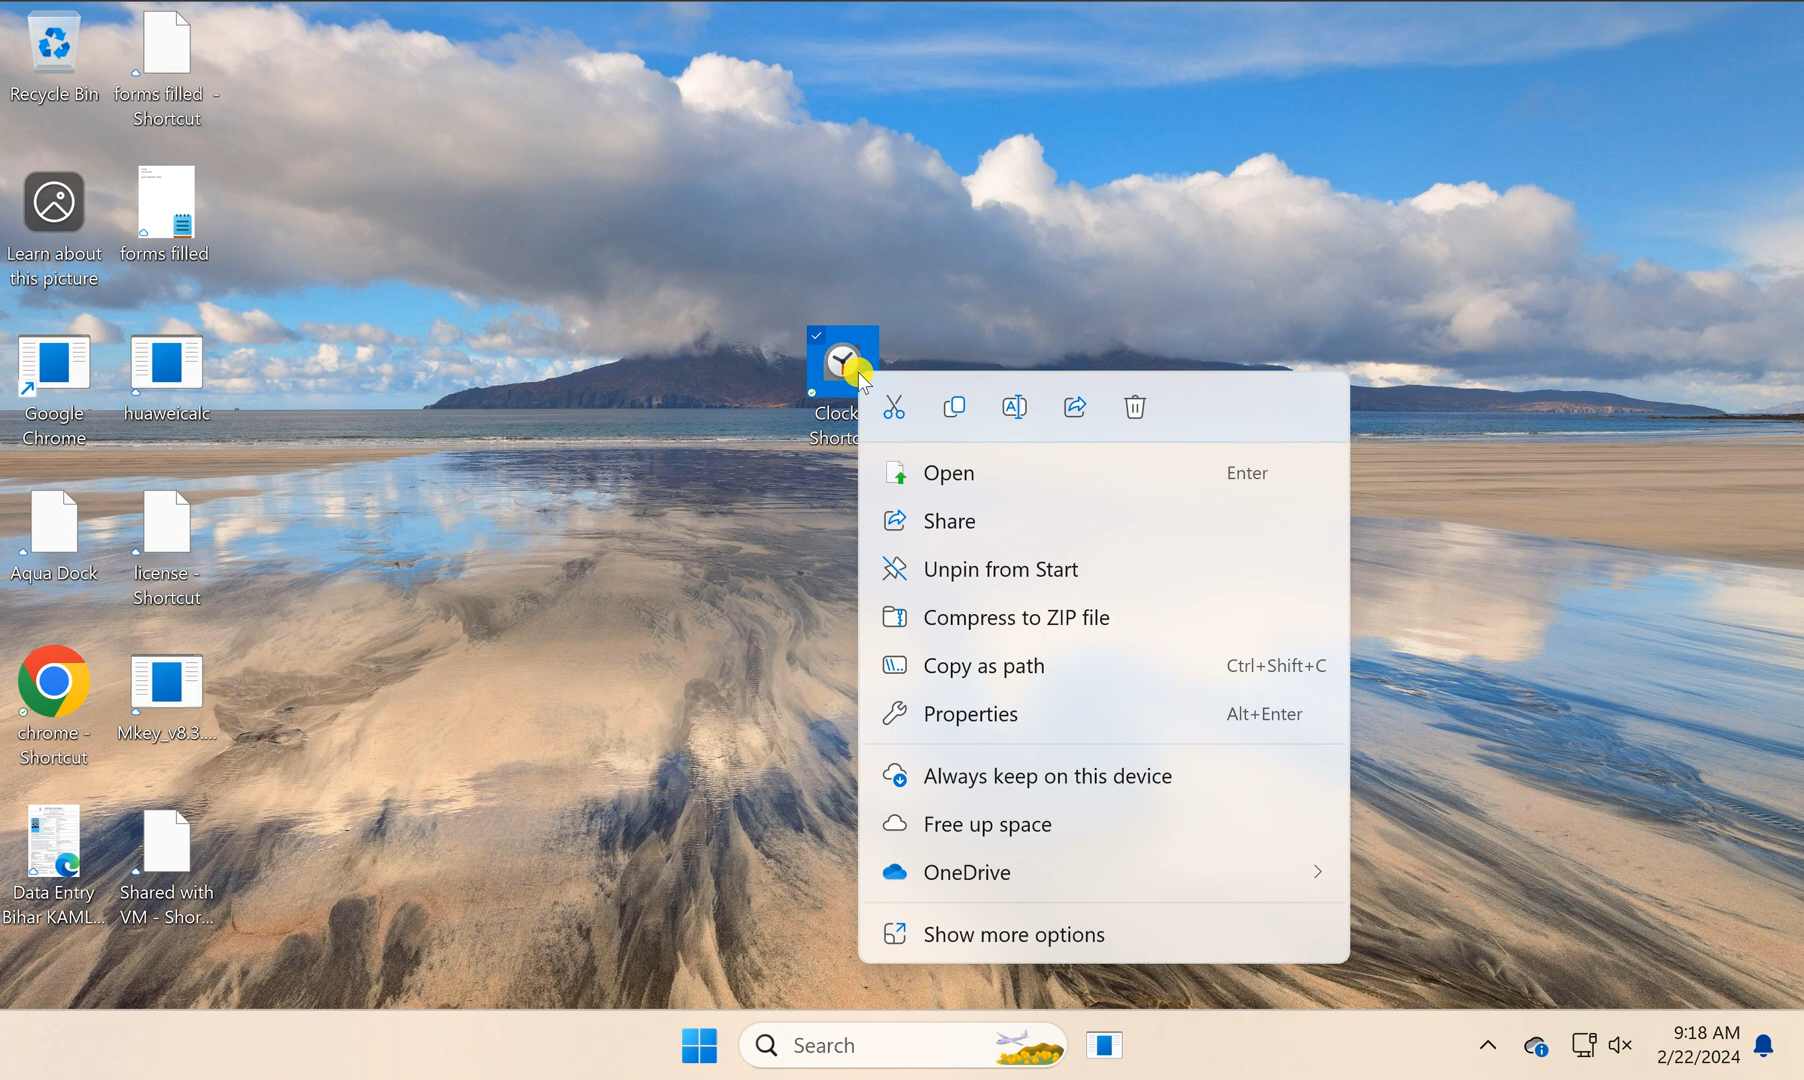 Recycle Bin
forms filled -
Shortcut
Learn about
this picture
forms filled
Google
Chrome
huaweicalc
Aqua Dock
license -
Shortcut
chrome -
Shortcut
Mkey_v8.3....
Data Entry
Bihar KAML...
Shared with
VM - Shor...
Clock
Shortc
Open Enter
Share
Unpin from Start
Compress to ZIP file
Copy as path Ctrl+Shift+C
Properties Alt+Enter
Always keep on this device
Free up space
OneDrive
Show more options
Search
9:18 AM
2/22/2024